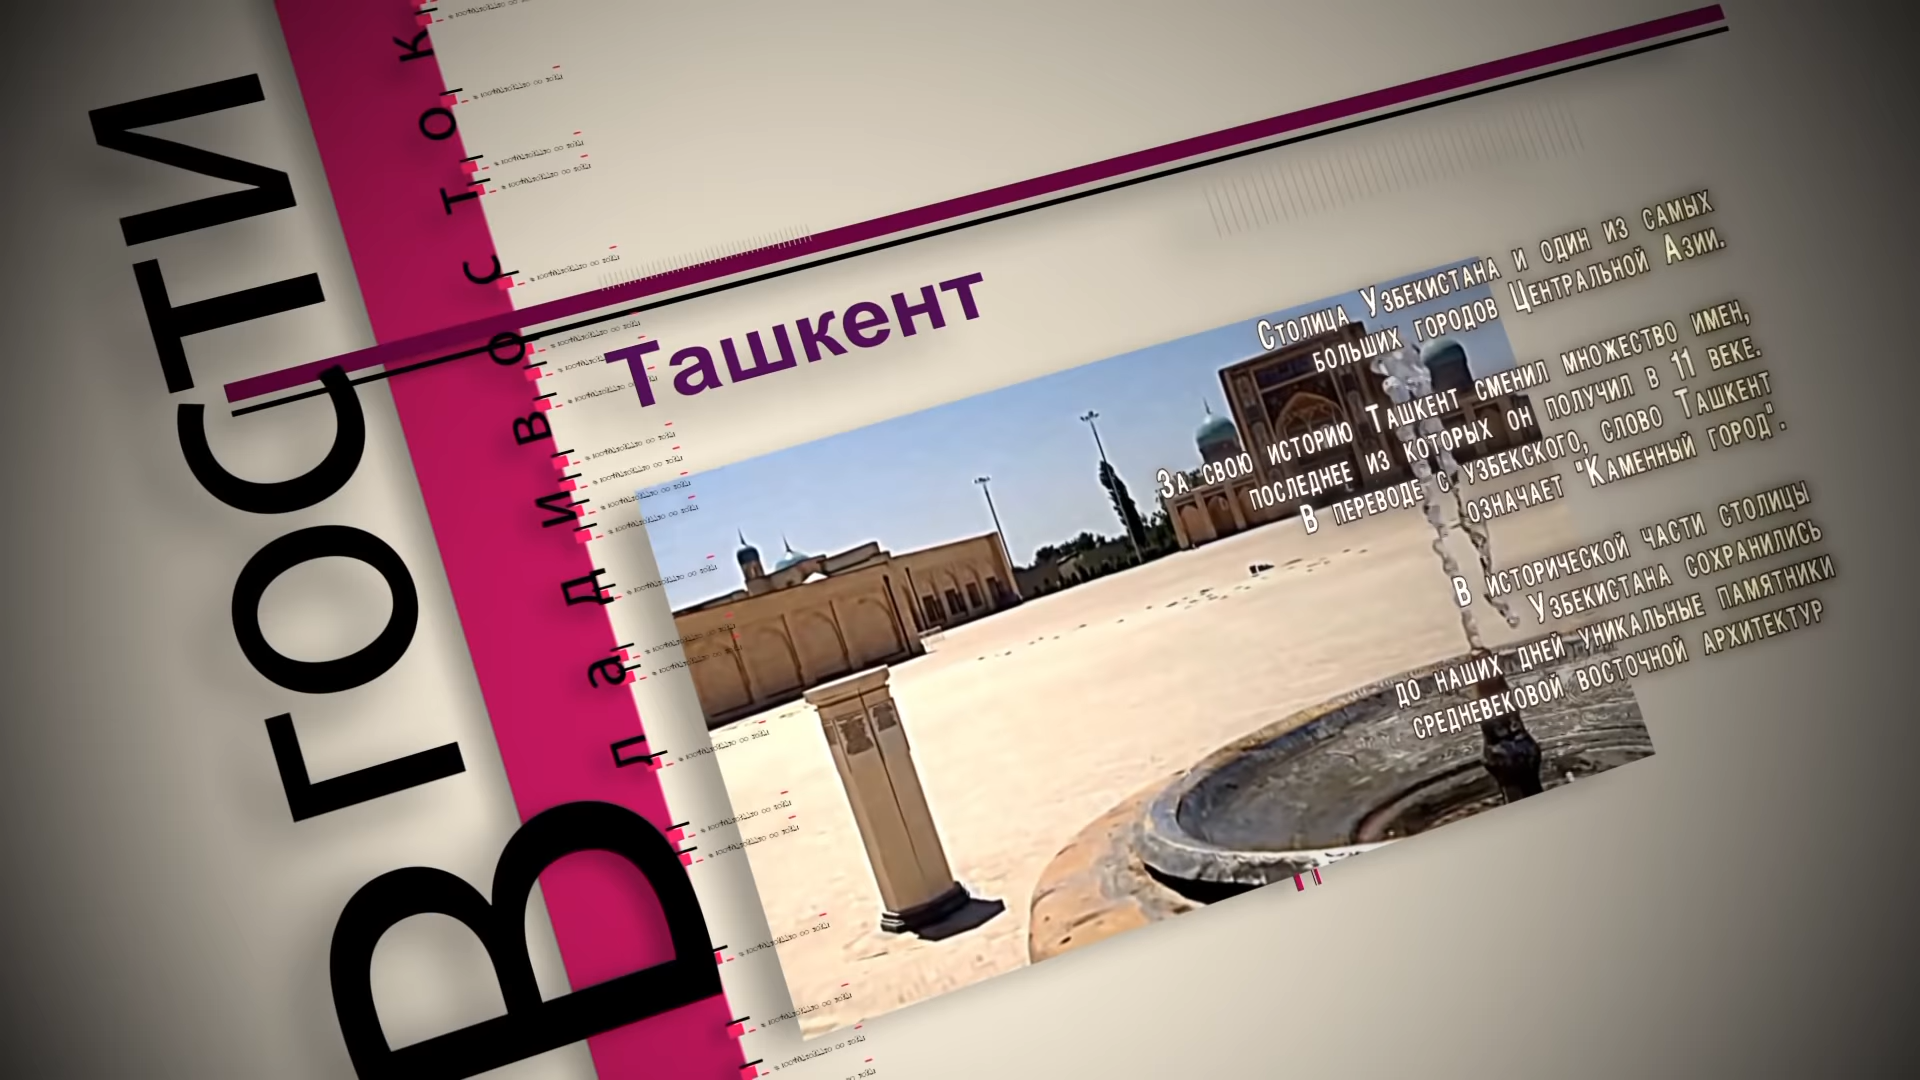 В ГОСТИ
Владивосток
Ташкент
Столица Узбекистана и один из самых
больших городов Центральной Азии.
За свою историю Ташкент сменил множество имен,
последнее из которых он получил в 11 веке.
В переводе с узбекского, слово Ташкент
означает "Каменный город".
В исторической части столицы
Узбекистана сохранились
до наших дней уникальные памятники
средневековой восточной архитектур